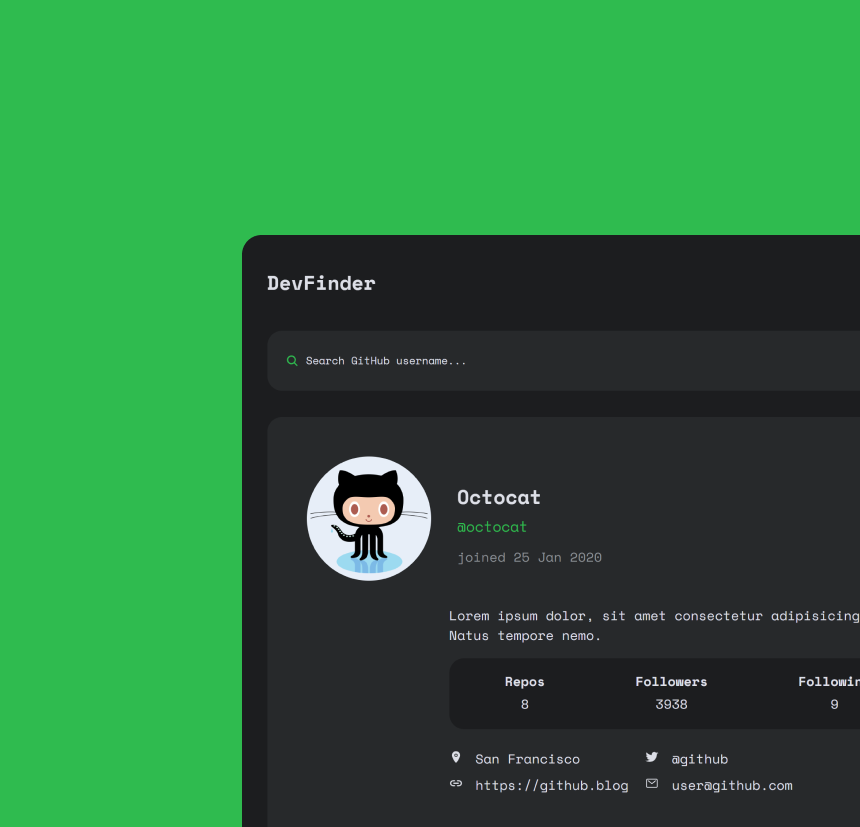 DevFinder
Search GitHub username...
Octocat
@octocat
joined 25 Jan 2020
Lorem ipsum dolor, sit amet consectetur adipisicing
Natus tempore nemo.
Repos Followers
8 3938 9
San Francisco @github
https://github.blog user@github.com